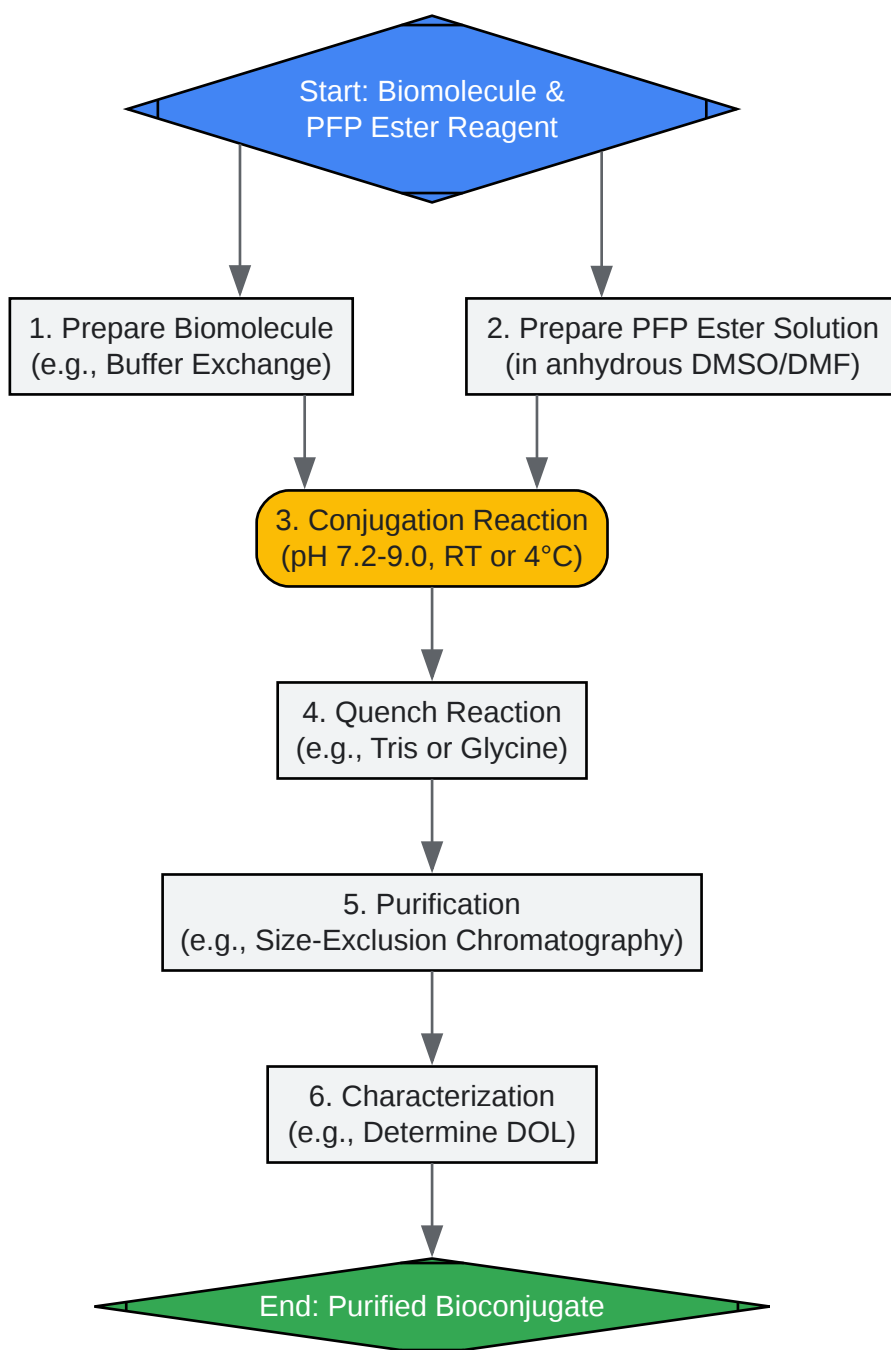 Start: Biomolecule &
PFP Ester Reagent
1. Prepare Biomolecule
(e.g., Buffer Exchange)
2. Prepare PFP Ester Solution
(in anhydrous DMSO/DMF)
3. Conjugation Reaction
(pH 7.2-9.0, RT or 4°C)
4. Quench Reaction
(e.g., Tris or Glycine)
5. Purification
(e.g., Size-Exclusion Chromatography)
6. Characterization
(e.g., Determine DOL)
End: Purified Bioconjugate